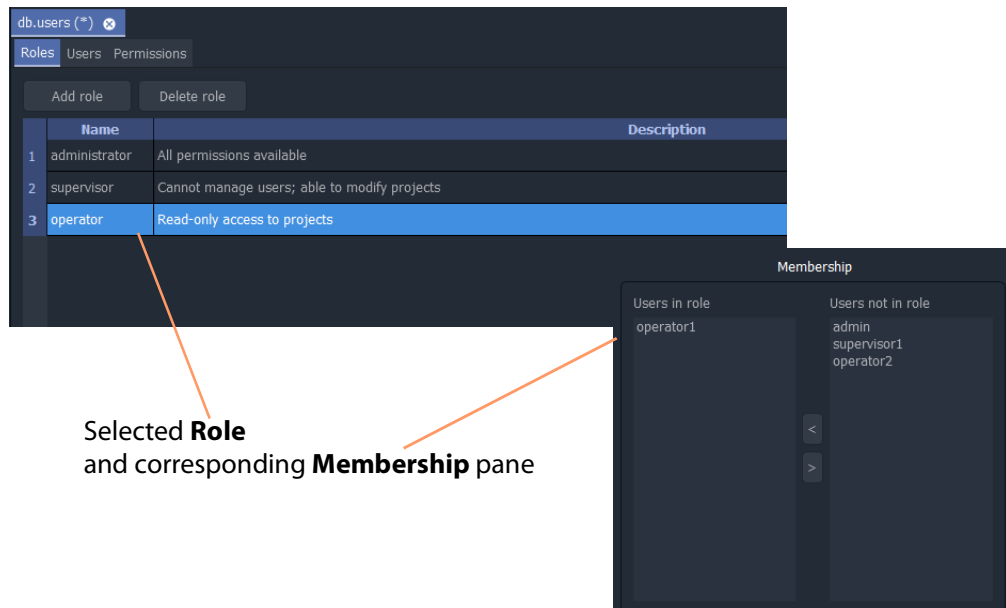 db.users (*)
Roles Users Permissions
Add role Delete role
Name Description
1 administrator All permissions available
2 supervisor Cannot manage users; able to modify projects
3 operator Read-only access to projects
Membership
Users in role Users not in role
operator1 admin
supervisor1
operator2
<
>
Selected Role
and corresponding Membership pane